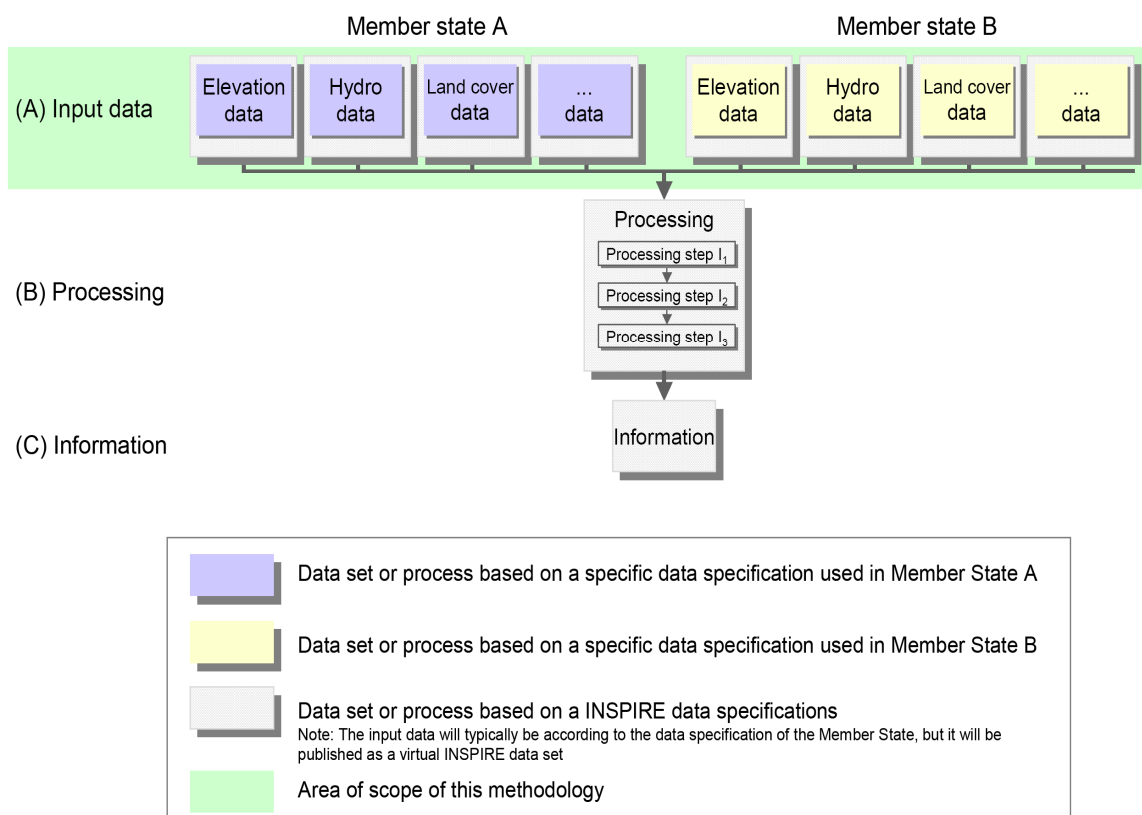 Member state A
Member state B
(A) Input data
Elevation
data
Hydro
data
Land cover
data
...
data
Elevation
data
Hydro
data
Land cover
data
...
data
Processing
Processing step I1
Processing step I2
Processing step I3
(B) Processing
(C) Information
Information
Data set or process based on a specific data specification used in Member State A
Data set or process based on a specific data specification used in Member State B
Data set or process based on a INSPIRE data specifications
Note: The input data will typically be according to the data specification of the Member State, but it will be
published as a virtual INSPIRE data set
Area of scope of this methodology